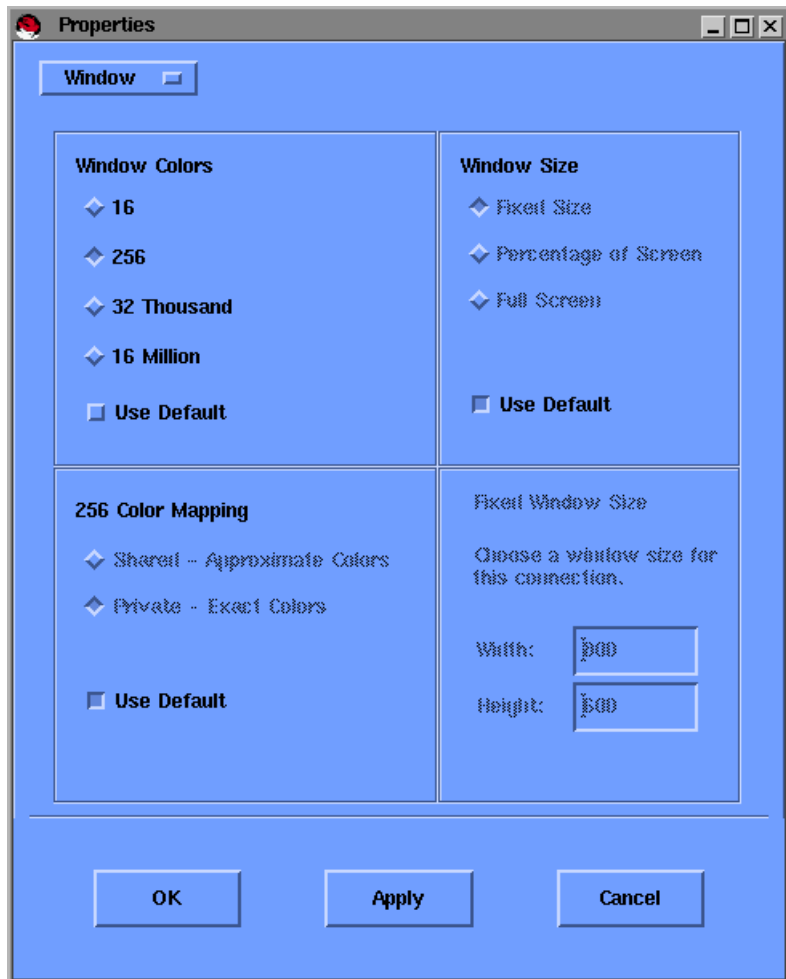 Properties
Window
Window Colors
16
256
32 Thousand
16 Million
Use Default
Window Size
Fixed Size
Percentage of Screen
Full Screen
Use Default
256 Color Mapping
Shared - Approximate Colors
Private - Exact Colors
Use Default
Fixed Window Size
Choose a window size for
this connection.
Width:
Height:
600
OK
Apply
Cancel